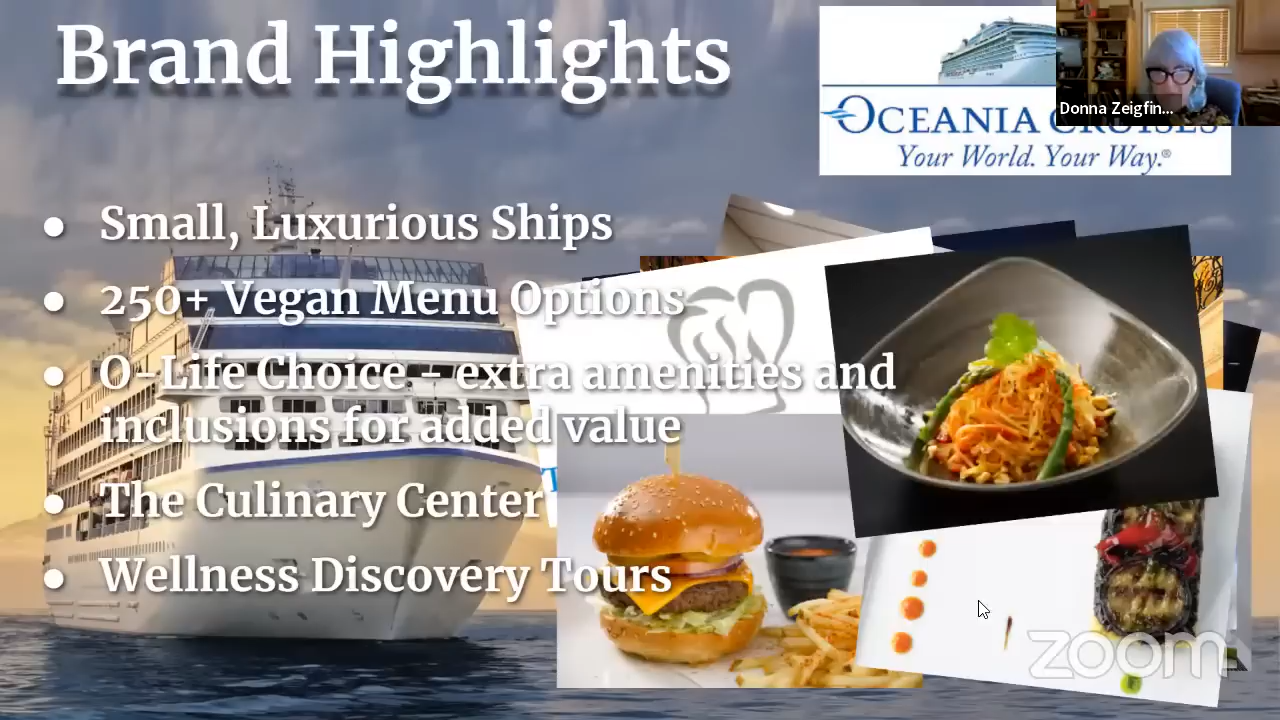 Brand Highlights
Donna Zeigfin...
OCEANIA CRUISES
Your World. Your Way.®
• Small, Luxurious Ships
• 250+ Vegan Menu Options
• O-Life Choice - extra amenities and
inclusions for added value
• The Culinary Center
• Wellness Discovery Tours
T
zoom